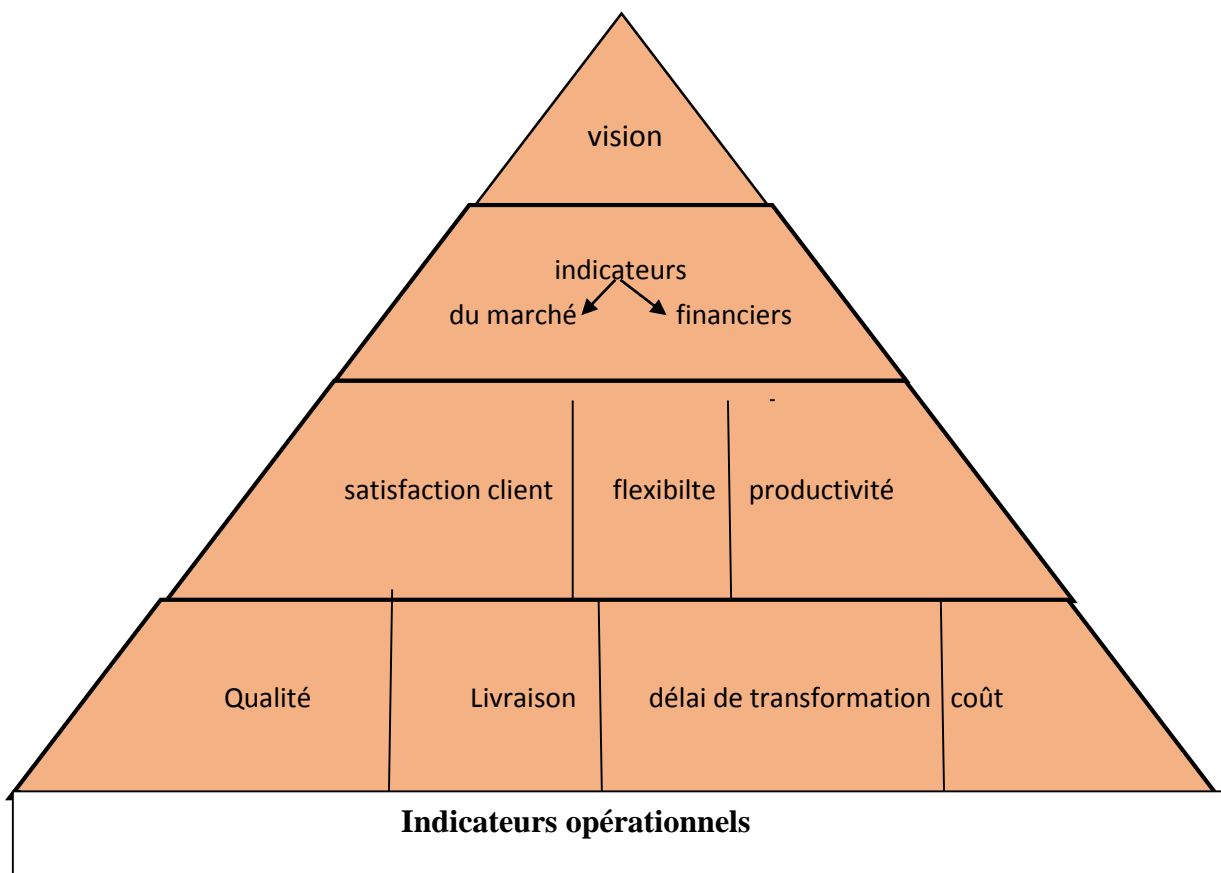 vision
indicateurs
du marché financiers
-
satisfaction client flexibilte productivité
Qualité Livraison délai de transformation coût
Indicateurs opérationnels